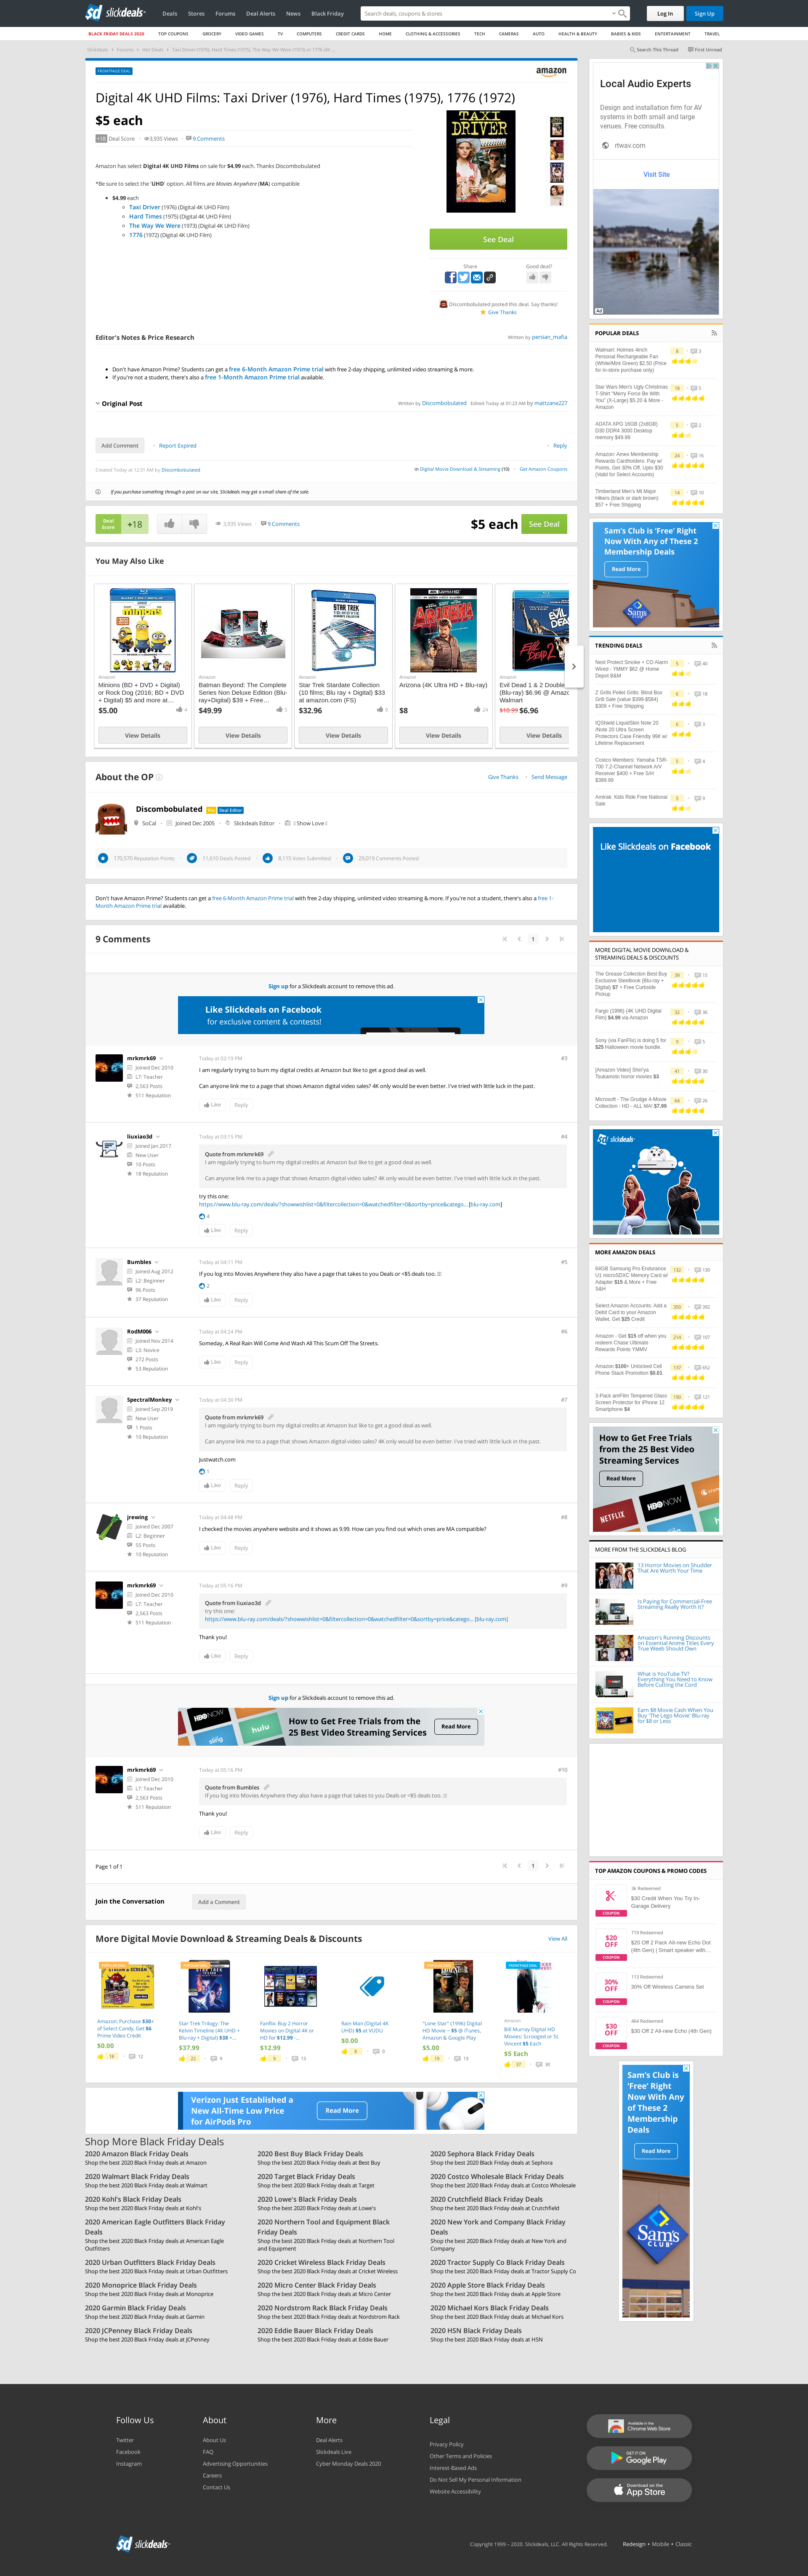 slickdeals
Deals
Stores
Forums
Deal Alerts
News
Black Friday
Search deals, coupons & stores
Log In
Sign Up
BLACK FRIDAY DEALS 2020
TOP COUPONS
GROCERY
VIDEO GAMES
TV
COMPUTERS
CREDIT CARDS
HOME
CLOTHING & ACCESSORIES
TECH
CAMERAS
AUTO
HEALTH & BEAUTY
BABIES & KIDS
ENTERTAINMENT
TRAVEL
Slickdeals
Forums
Hot Deals
Taxi Driver (1976), Hard Times (1975), The Way We Were (1973) or 1776 (4K ...
Search This Thread
First Unread
FRONTPAGE DEAL
amazon
Digital 4K UHD Films: Taxi Driver (1976), Hard Times (1975), 1776 (1972)
$5 each
+18 Deal Score
3,935 Views
9 Comments
Amazon has select Digital 4K UHD Films on sale for $4.99 each. Thanks Discombobulated
*Be sure to select the 'UHD' option. All films are Movies Anywhere (MA) compatible
$4.99 each
Taxi Driver (1976) (Digital 4K UHD Film)
Hard Times (1975) (Digital 4K UHD Film)
The Way We Were (1973) (Digital 4K UHD Film)
1776 (1972) (Digital 4K UHD Film)
TAXI
DRIVER
See Deal
Share
Good deal?
Discombobulated posted this deal. Say thanks!
Give Thanks
Editor's Notes & Price Research
Written by persian_mafia
Don't have Amazon Prime? Students can get a free 6-Month Amazon Prime trial with free 2-day shipping, unlimited video streaming & more.
If you're not a student, there's also a free 1-Month Amazon Prime trial available.
Original Post
Written by Discombobulated
Edited Today at 01:23 AM by mattzane227
Add Comment
Report Expired
Reply
Created Today at 12:31 AM by Discombobulated
in Digital Movie Download & Streaming (10)
Get Amazon Coupons
If you purchase something through a post on our site, Slickdeals may get a small share of the sale.
Deal
Score
+18
3,935 Views
9 Comments
$5 each
See Deal
You May Also Like
Amazon
Minions (BD + DVD + Digital) or Rock Dog (2016; BD + DVD + Digital) $5 and more at...
$5.00
4
View Details
Amazon
Batman Beyond: The Complete Series Non Deluxe Edition (Blu-ray+Digital) $39 + Free...
$49.99
5
View Details
Amazon
Star Trek Stardate Collection (10 films; Blu ray + Digital) $33 at amazon.com (FS)
$32.96
9
View Details
Amazon
Arizona (4K Ultra HD + Blu-ray)
$8
24
View Details
Amazon
Evil Dead 1 & 2 Double
(Blu-ray) $6.96 @ Amazo
Walmart
$10.99 $6.96
View Details
About the OP
Give Thanks
Send Message
Discombobulated
Pro
Deal Editor
SoCal
Joined Dec 2005
Slickdeals Editor
Show Love
170,570 Reputation Points
11,610 Deals Posted
8,115 Votes Submitted
29,019 Comments Posted
Don't have Amazon Prime? Students can get a free 6-Month Amazon Prime trial with free 2-day shipping, unlimited video streaming & more. If you're not a student, there's also a free 1-
Month Amazon Prime trial available.
9 Comments
1
Sign up for a Slickdeals account to remove this ad.
Like Slickdeals on Facebook
for exclusive content & contests!
mrkmrk69
Joined Dec 2010
L7: Teacher
2,563 Posts
511 Reputation
Today at 02:19 PM
#3
I am regularly trying to burn my digital credits at Amazon but like to get a good deal as well.
Can anyone link me to a page that shows Amazon digital video sales? 4K only would be even better. I've tried with little luck in the past.
Like
Reply
liuxiao3d
Joined Jan 2017
New User
10 Posts
18 Reputation
Today at 03:15 PM
#4
Quote from mrkmrk69
I am regularly trying to burn my digital credits at Amazon but like to get a good deal as well.
Can anyone link me to a page that shows Amazon digital video sales? 4K only would be even better. I've tried with little luck in the past.
try this one:
https://www.blu-ray.com/deals/?showwishlist=0&filtercollection=0&watchedfilter=0&sortby=price&catego... [blu-ray.com]
4
Like
Reply
Bumbles
Joined Aug 2012
L2: Beginner
96 Posts
37 Reputation
Today at 04:11 PM
#5
If you log into Movies Anywhere they also have a page that takes to you Deals or <$5 deals too.
2
Like
Reply
RodM006
Joined Nov 2014
L3: Novice
272 Posts
53 Reputation
Today at 04:24 PM
#6
Someday, A Real Rain Will Come And Wash All This Scum Off The Streets.
Like
Reply
SpectralMonkey
Joined Sep 2019
New User
1 Posts
10 Reputation
Today at 04:30 PM
#7
Quote from mrkmrk69
I am regularly trying to burn my digital credits at Amazon but like to get a good deal as well.
Can anyone link me to a page that shows Amazon digital video sales? 4K only would be even better. I've tried with little luck in the past.
Justwatch.com
1
Like
Reply
jrewing
Joined Dec 2007
L2: Beginner
55 Posts
10 Reputation
Today at 04:48 PM
#8
I checked the movies anywhere website and it shows as 9.99. How can you find out which ones are MA compatible?
Like
Reply
mrkmrk69
Joined Dec 2010
L7: Teacher
2,563 Posts
511 Reputation
Today at 05:16 PM
#9
Quote from liuxiao3d
try this one:
https://www.blu-ray.com/deals/?showwishlist=0&filtercollection=0&watchedfilter=0&sortby=price&catego... [blu-ray.com]
Thank you!
Like
Reply
Sign up for a Slickdeals account to remove this ad.
How to Get Free Trials from the
25 Best Video Streaming Services
Read More
mrkmrk69
Joined Dec 2010
L7: Teacher
2,563 Posts
511 Reputation
Today at 05:16 PM
#10
Quote from Bumbles
If you log into Movies Anywhere they also have a page that takes to you Deals or <$5 deals too.
Thank you!
Like
Reply
Page 1 of 1
1
Join the Conversation
Add a Comment
More Digital Movie Download & Streaming Deals & Discounts
View All
Amazon: Purchase $30+ of Select Candy, Get $6 Prime Video Credit
$0.00
18
12
Star Trek Trilogy: The Kelvin Timeline (4K UHD + Blu-ray + Digital) $38 +...
$37.99
22
9
Fanflix: Buy 2 Horror Movies on Digital 4K or HD for $12.99 -...
$12.99
9
13
Rain Man (Digital 4K UHD) $5 at VUDU
$0.00
8
0
"Lone Star" (1996) Digital HD Movie ~ $5 @ iTunes, Amazon & Google Play
$5.00
19
13
FRONTPAGE DEAL
Amazon
Bill Murray Digital HD Movies: Scrooged or St. Vincent $5 Each
$5 Each
37
30
Verizon Just Established a
New All-Time Low Price
for AirPods Pro
Read More
Shop More Black Friday Deals
2020 Amazon Black Friday Deals
Shop the best 2020 Black Friday deals at Amazon
2020 Best Buy Black Friday Deals
Shop the best 2020 Black Friday deals at Best Buy
2020 Sephora Black Friday Deals
Shop the best 2020 Black Friday deals at Sephora
2020 Walmart Black Friday Deals
Shop the best 2020 Black Friday deals at Walmart
2020 Target Black Friday Deals
Shop the best 2020 Black Friday deals at Target
2020 Costco Wholesale Black Friday Deals
Shop the best 2020 Black Friday deals at Costco Wholesale
2020 Kohl's Black Friday Deals
Shop the best 2020 Black Friday deals at Kohl's
2020 Lowe's Black Friday Deals
Shop the best 2020 Black Friday deals at Lowe's
2020 Crutchfield Black Friday Deals
Shop the best 2020 Black Friday deals at Crutchfield
2020 American Eagle Outfitters Black Friday
Deals
Shop the best 2020 Black Friday deals at American Eagle
Outfitters
2020 Northern Tool and Equipment Black
Friday Deals
Shop the best 2020 Black Friday deals at Northern Tool
and Equipment
2020 New York and Company Black Friday
Deals
Shop the best 2020 Black Friday deals at New York and
Company
2020 Urban Outfitters Black Friday Deals
Shop the best 2020 Black Friday deals at Urban Outfitters
2020 Cricket Wireless Black Friday Deals
Shop the best 2020 Black Friday deals at Cricket Wireless
2020 Tractor Supply Co Black Friday Deals
Shop the best 2020 Black Friday deals at Tractor Supply Co
2020 Monoprice Black Friday Deals
Shop the best 2020 Black Friday deals at Monoprice
2020 Micro Center Black Friday Deals
Shop the best 2020 Black Friday deals at Micro Center
2020 Apple Store Black Friday Deals
Shop the best 2020 Black Friday deals at Apple Store
2020 Garmin Black Friday Deals
Shop the best 2020 Black Friday deals at Garmin
2020 Nordstrom Rack Black Friday Deals
Shop the best 2020 Black Friday deals at Nordstrom Rack
2020 Michael Kors Black Friday Deals
Shop the best 2020 Black Friday deals at Michael Kors
2020 JCPenney Black Friday Deals
Shop the best 2020 Black Friday deals at JCPenney
2020 Eddie Bauer Black Friday Deals
Shop the best 2020 Black Friday deals at Eddie Bauer
2020 HSN Black Friday Deals
Shop the best 2020 Black Friday deals at HSN
Local Audio Experts
Design and installation firm for AV
systems in both small and large
venues. Free consults.
rtwav.com
Visit Site
Ad
POPULAR DEALS
Walmart: Holmes 4inch Personal Rechargeable Fan (White/Mint Green) $2.50 (Price for in-store purchase only)
8
3
Star Wars Men's Ugly Christmas T-Shirt "Merry Force Be With You" (X-Large) $5.20 & More - Amazon
18
5
ADATA XPG 16GB (2x8GB) D30 DDR4 3000 Desktop memory $49.99
5
2
Amazon: Amex Membership Rewards Cardholders: Pay w/ Points, Get 30% Off, Upto $30 (Valid for Select Accounts)
24
16
Timberland Men's Mt Major Hikers (black or dark brown) $57 + Free Shipping
14
10
Sam's Club is 'Free' Right
Now With Any of These 2
Membership Deals
Read More
TRENDING DEALS
Nest Protect Smoke + CO Alarm Wired - YMMY $62 @ Home Depot B&M
5
40
Z Grills Pellet Grills: Blind Box Grill Sale (value $399-$584) $309 + Free Shipping
6
18
IQShield LiquidSkin Note 20 /Note 20 Ultra Screen Protectors Case Friendly 99¢ w/ Lifetime Replacement
6
3
Costco Members: Yamaha TSR-700 7.2-Channel Network A/V Receiver $400 + Free S/H $399.99
5
4
Amtrak: Kids Ride Free National Sale
5
9
Like Slickdeals on Facebook
MORE DIGITAL MOVIE DOWNLOAD &
STREAMING DEALS & DISCOUNTS
The Grease Collection Best Buy Exclusive Steelbook (Blu-ray + Digital) $7 + Free Curbside Pickup
39
15
Fargo (1996) (4K UHD Digital Film) $4.99 via Amazon
32
36
Sony (via FanFlix) is doing 5 for $25 Halloween movie bundle.
9
5
[Amazon Video] Shin'ya Tsukamoto horror movies $3
41
30
Microsoft - The Grudge 4-Movie Collection - HD - ALL MA! $7.99
64
26
slickdeals
MORE AMAZON DEALS
64GB Samsung Pro Endurance U1 microSDXC Memory Card w/ Adapter $15 & More + Free S&H
132
130
Select Amazon Accounts: Add a Debit Card to your Amazon Wallet, Get $25 Credit
350
392
Amazon - Get $15 off when you redeem Chase Ultimate Rewards Points YMMV
214
107
Amazon $300+ Unlocked Cell Phone Stack Promotion $0.01
137
652
3-Pack amFilm Tempered Glass Screen Protector for iPhone 12 Smartphone $4
190
121
How to Get Free Trials
from the 25 Best Video
Streaming Services
Read More
NETFLIX
HBO NOW
MORE FROM THE SLICKDEALS BLOG
13 Horror Movies on Shudder That Are Worth Your Time
Is Paying for Commercial-Free Streaming Really Worth It?
Amazon's Running Discounts on Essential Anime Titles Every True Weeb Should Own
What is YouTube TV? Everything You Need to Know Before Cutting the Cord
Earn $8 Movie Cash When You Buy 'The Lego Movie' Blu-ray for $8 or Less
TOP AMAZON COUPONS & PROMO CODES
COUPON
3k Redeemed
$30 Credit When You Try In-Garage Delivery
$20
OFF
COUPON
719 Redeemed
$20 Off 2 Pack All-new Echo Dot (4th Gen) | Smart speaker with...
30%
OFF
COUPON
113 Redeemed
30% Off Wireless Camera Set
$30
OFF
COUPON
464 Redeemed
$30 Off 2 All-new Echo (4th Gen)
Sam's Club is
'Free' Right
Now With Any
of These 2
Membership
Deals
Read More
Sam's
CLUB
Follow Us
Twitter
Facebook
Instagram
About
About Us
FAQ
Advertising Opportunities
Careers
Contact Us
More
Deal Alerts
Slickdeals Live
Cyber Monday Deals 2020
Legal
Privacy Policy
Other Terms and Policies
Interest-Based Ads
Do Not Sell My Personal Information
Website Accessibility
Available in the
Chrome Web Store
GET IT ON
Google Play
Download on the
App Store
slickdeals
Copyright 1999 - 2020. Slickdeals, LLC. All Rights Reserved.
Redesign • Mobile • Classic